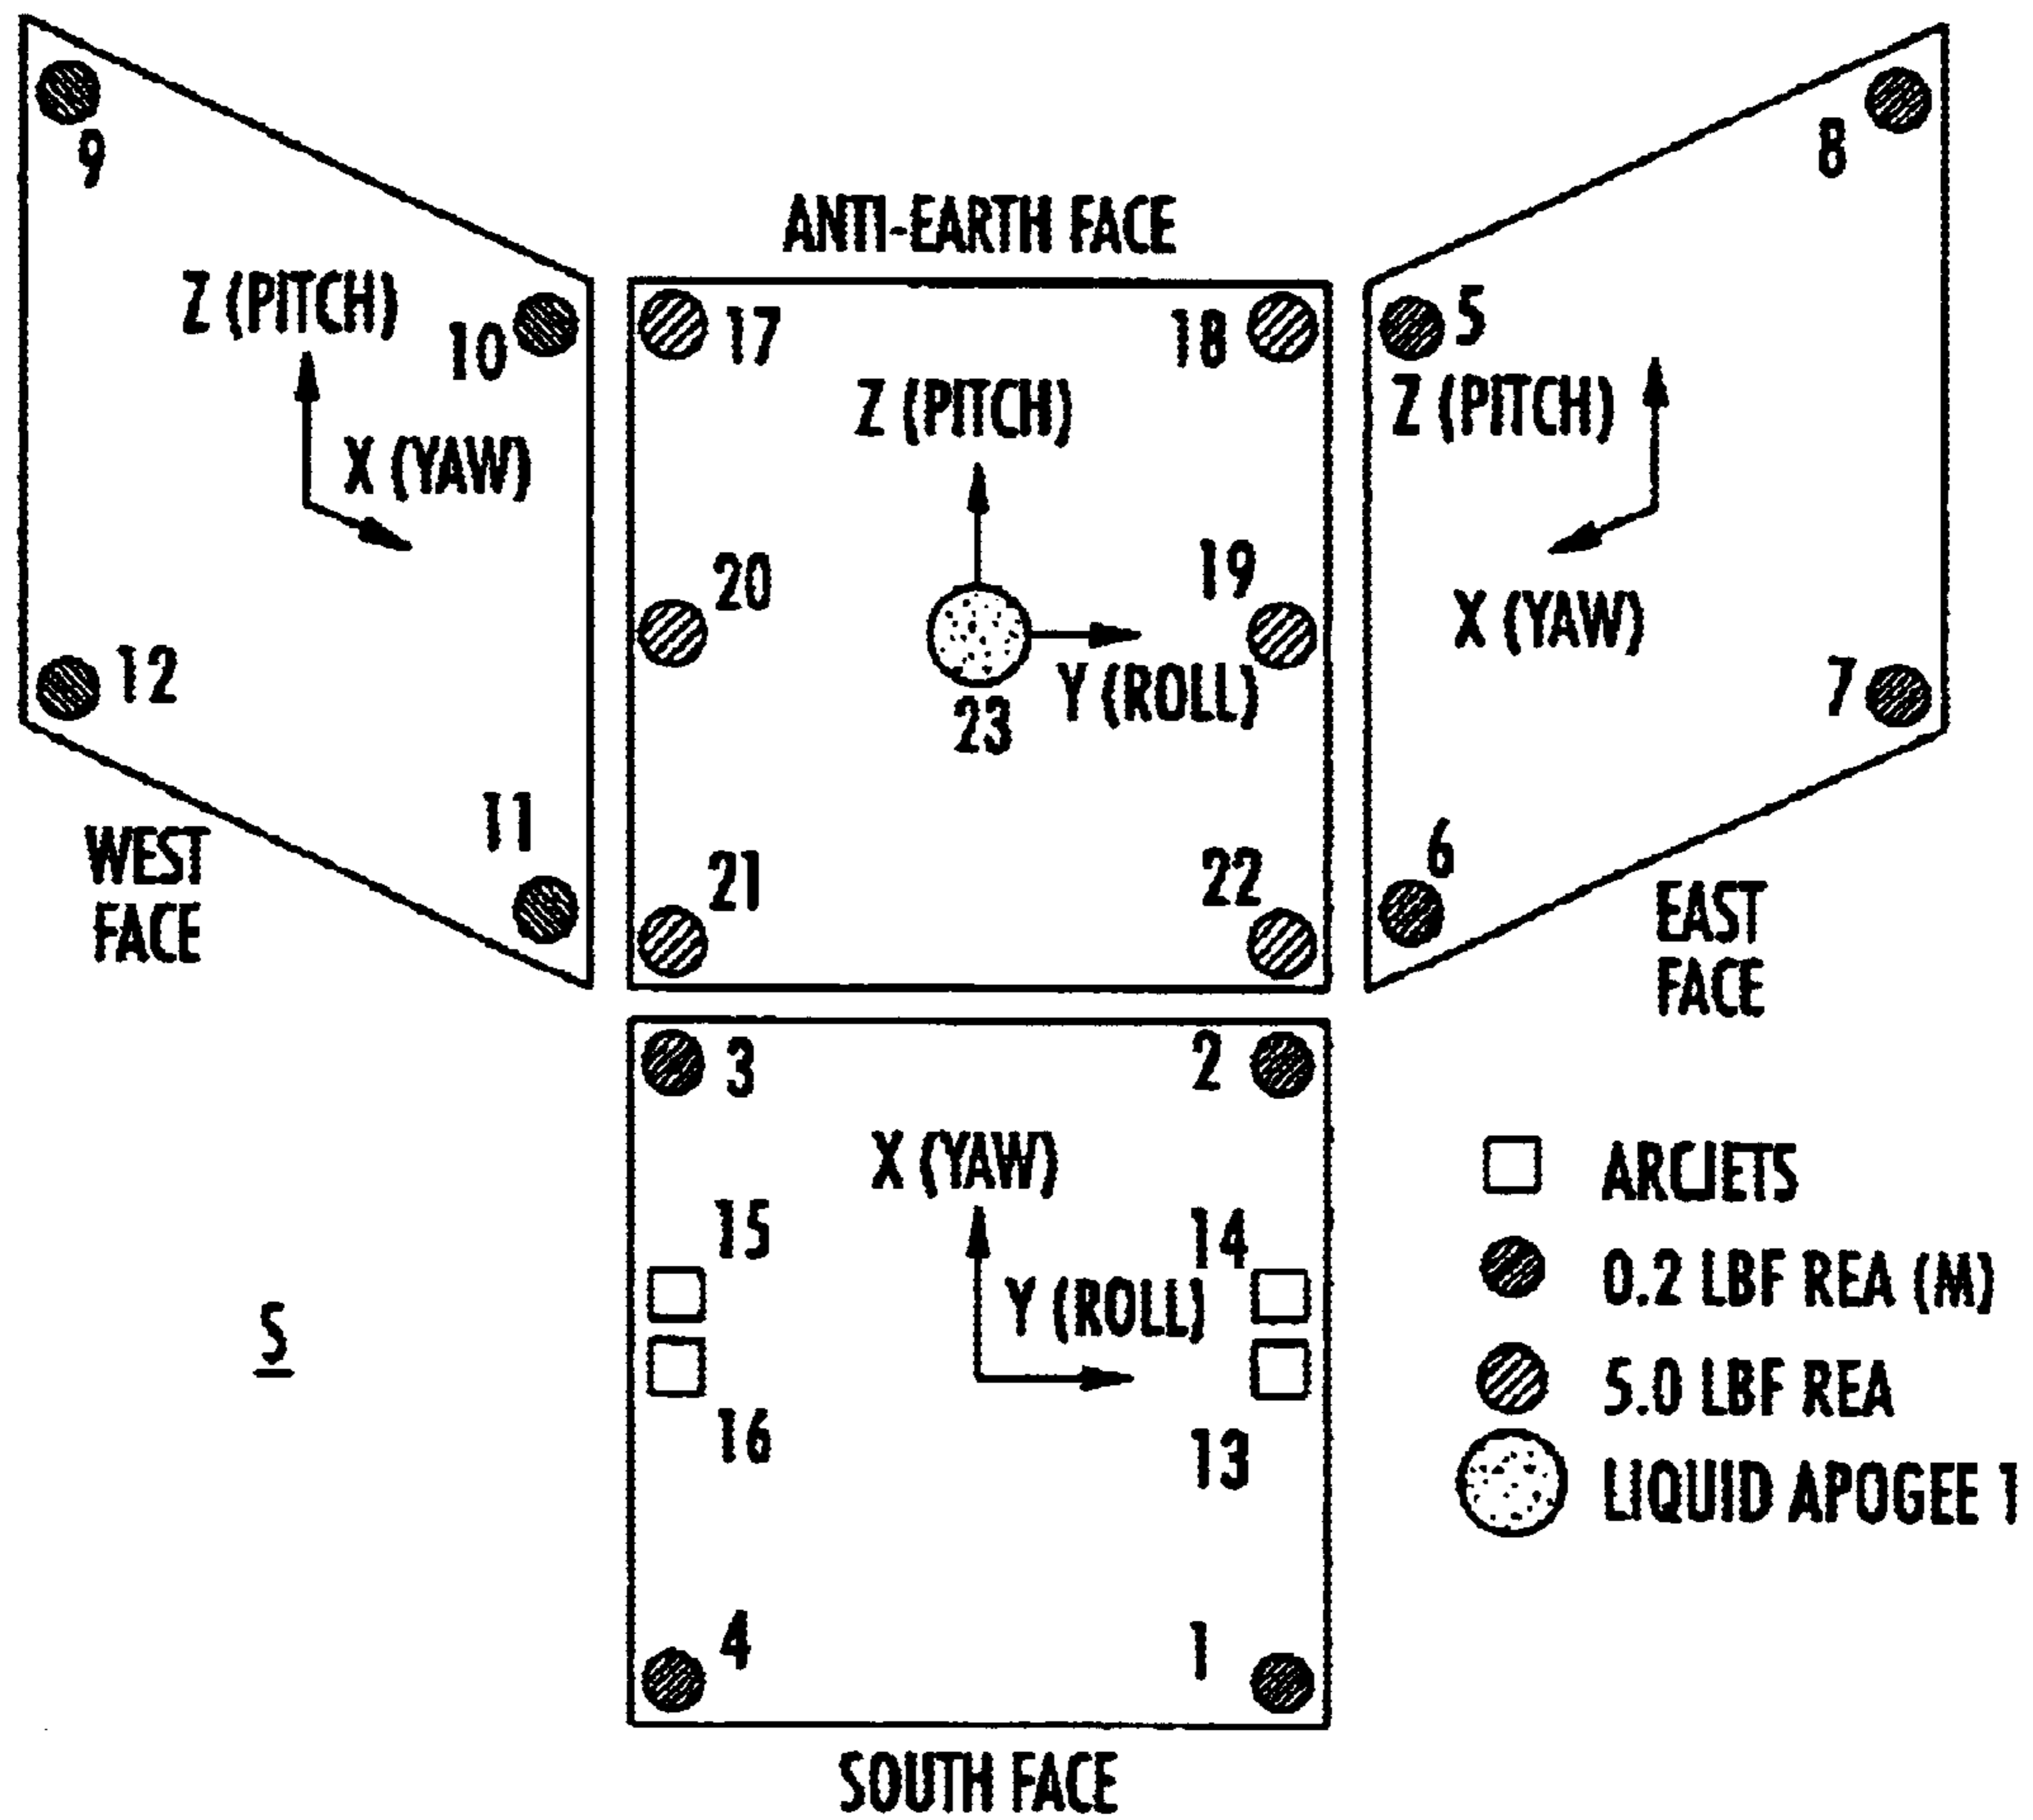 9
8
ANTI-EARTH FACE
Z (PITCH)
10
17
18
5
Z (PITCH)
Z (PITCH)
X (YAW)
20
19
X (YAW)
12
Y (ROLL)
7
23
11
6
WEST
FACE
21
22
EAST
FACE
3
2
X (YAW)
ARCJETS
15
14
0.2 LBF REA (M)
Y (ROLL)
S
5.0 LBF REA
16
13
LIQUID APOGEE T
4
1
SOUTH FACE